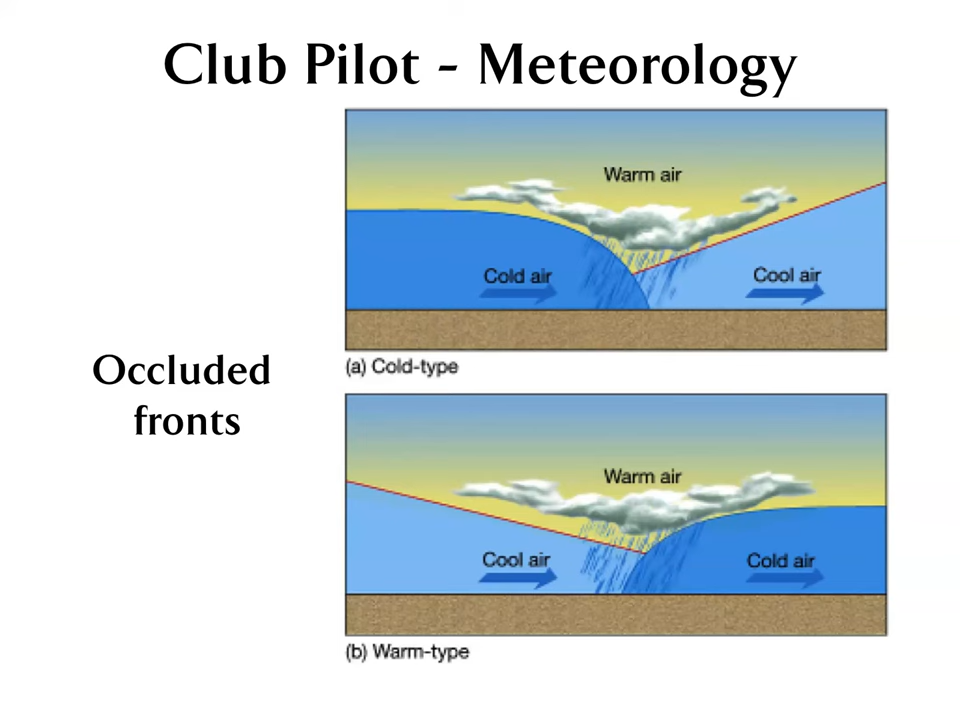 Club Pilot - Meteorology
Warm air
Cold air
Cool air
(a) Cold-type
Occluded
fronts
Warm air
Cool air
Cold air
(b) Warm-type